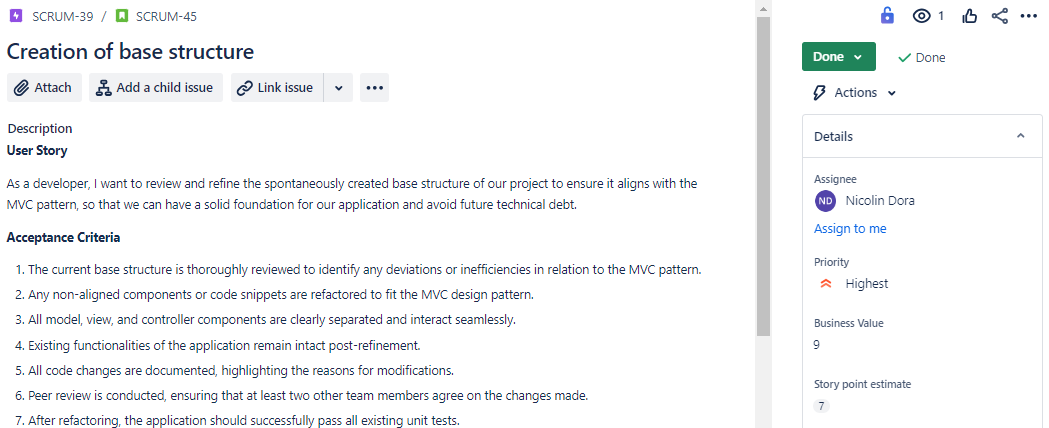 SCRUM-39 / SCRUM-45
1
Creation of base structure
Attach
Add a child issue
Link issue
Description
User Story
As a developer, I want to review and refine the spontaneously created base structure of our project to ensure it aligns with the
MVC pattern, so that we can have a solid foundation for our application and avoid future technical debt.
Acceptance Criteria
1. The current base structure is thoroughly reviewed to identify any deviations or inefficiencies in relation to the MVC pattern.
2. Any non-aligned components or code snippets are refactored to fit the MVC design pattern.
3. All model, view, and controller components are clearly separated and interact seamlessly.
4. Existing functionalities of the application remain intact post-refinement.
5. All code changes are documented, highlighting the reasons for modifications.
6. Peer review is conducted, ensuring that at least two other team members agree on the changes made.
7. After refactoring, the application should successfully pass all existing unit tests.
Done
Done
Actions
Details
Assignee
ND Nicolin Dora
Assign to me
Priority
Highest
Business Value
9
Story point estimate
7